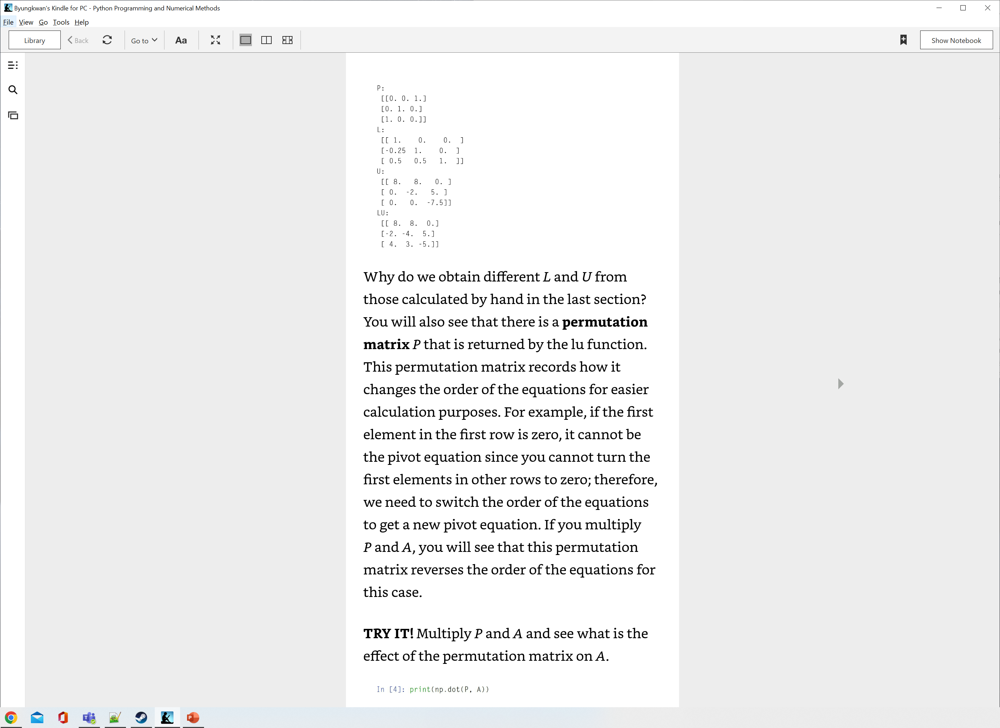 Byungkwan's Kindle for PC - Python Programming and Numerical Methods
File View Go Tools Help
Library Back Go to Aa Show Notebook
P:
[[0. 0. 1.]
[0. 1. 0.]
[1. 0. 0.]]
L:
[[ 1. 0. 0. ]
[-0.25 1. 0. ]
[ 0.5 0.5 1. ]]
U:
[[ 8. 8. 0. ]
[ 0. -2. 5. ]
[ 0. 0. -7.5]]
LU:
[[ 8. 8. 0.]
[-2. -4. 5.]
[ 4. 3. -5.]]
Why do we obtain different L and U from
those calculated by hand in the last section?
You will also see that there is a permutation
matrix P that is returned by the lu function.
This permutation matrix records how it
changes the order of the equations for easier
calculation purposes. For example, if the first
element in the first row is zero, it cannot be
the pivot equation since you cannot turn the
first elements in other rows to zero; therefore,
we need to switch the order of the equations
to get a new pivot equation. If you multiply
P and A, you will see that this permutation
matrix reverses the order of the equations for
this case.
TRY IT! Multiply P and A and see what is the
effect of the permutation matrix on A.
In [4]: print(np.dot(P, A))